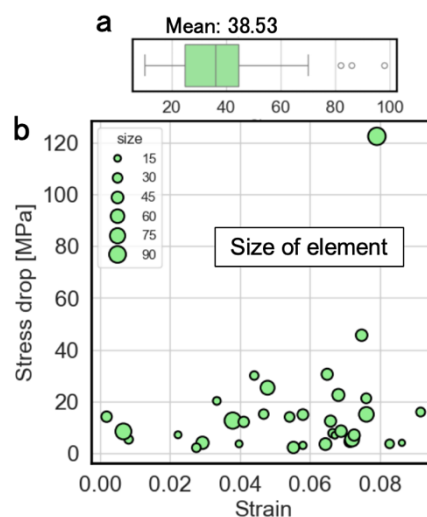 a
Mean: 38.53
20 40 60 80 100
b
size
15
30
45
60
75
90
Size of element
Stress drop [MPa]
120
100
80
60
40
20
0
0.00 0.02 0.04 0.06 0.08
Strain